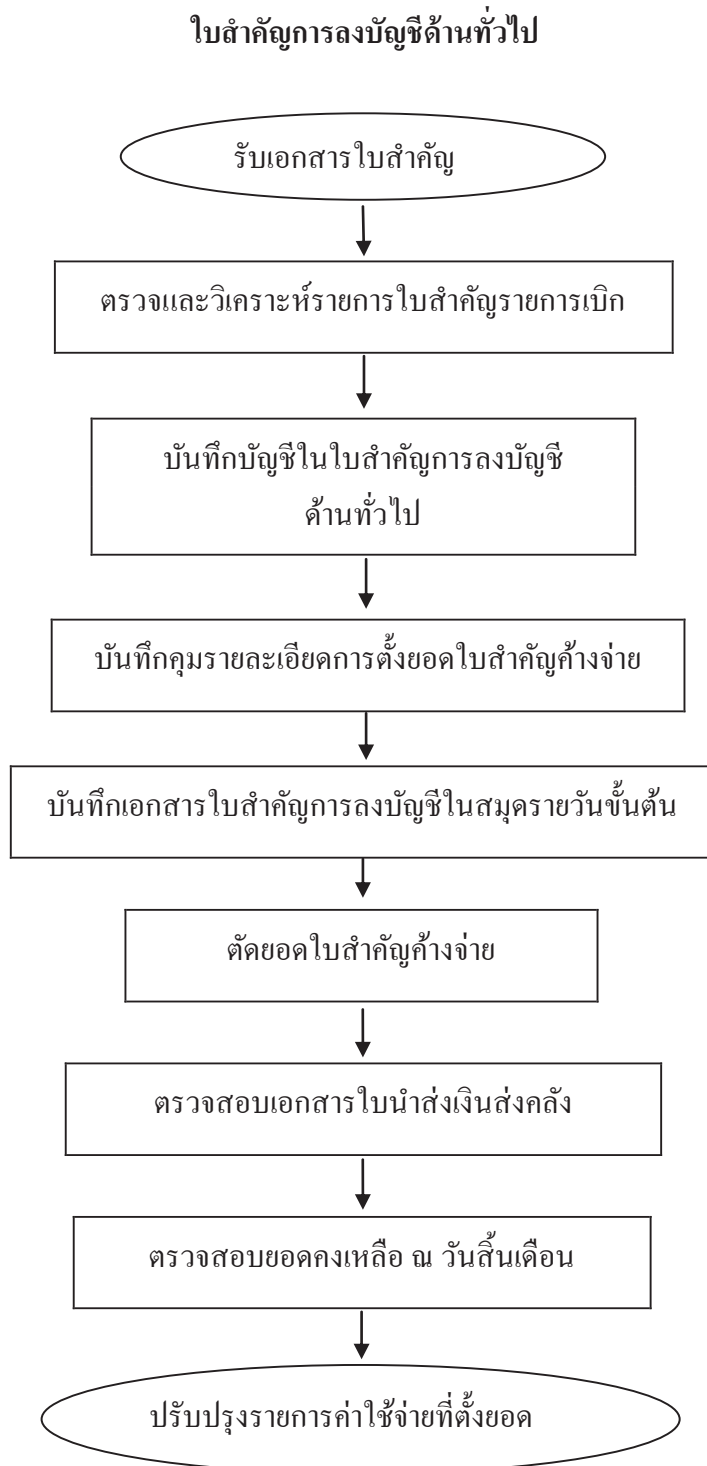 ใบสำคัญการลงบัญชีด้านทั่วไป
รับเอกสารใบสำคัญ
ตรวจและวิเคราะห์รายการใบสำคัญรายการเบิก
บันทึกบัญชีในใบสำคัญการลงบัญชี
ด้านทั่วไป
บันทึกคุมรายละเอียดการตั้งยอดใบสำคัญค้างจ่าย
บันทึกเอกสารใบสำคัญการลงบัญชีในสมุดรายวันขั้นต้น
ตัดยอดใบสำคัญค้างจ่าย
ตรวจสอบเอกสารใบนำส่งเงินส่งคลัง
ตรวจสอบยอดคงเหลือ ณ วันสิ้นเดือน
ปรับปรุงรายการค่าใช้จ่ายที่ตั้งยอด